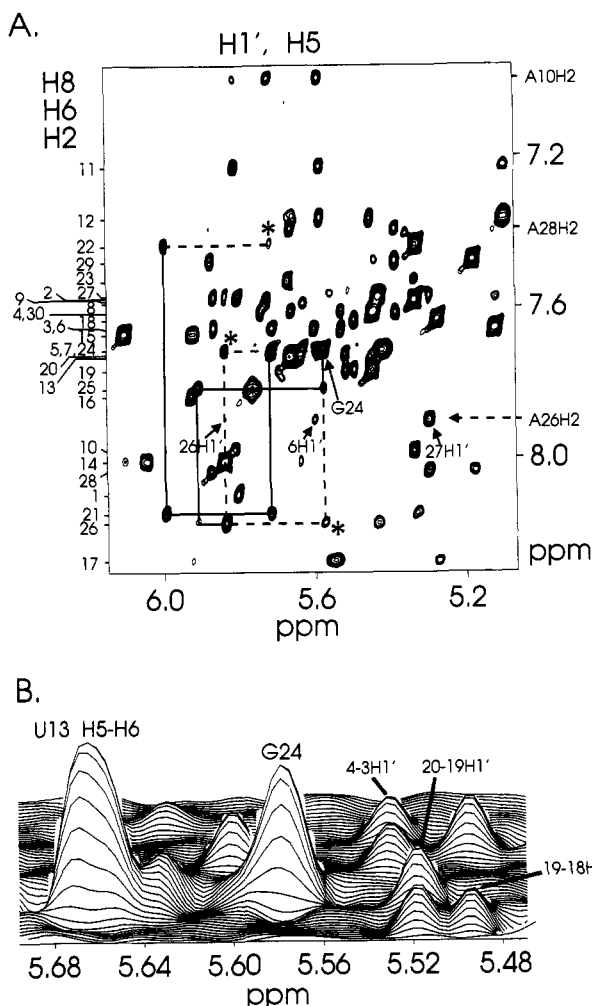 A.
H1', H5
H8
H6
H2
A10H2
7.2
11
12
A28H2
22
29
23
9 2 27
7.6
8
4,30
18
3,6
15
5,7,24
19
20
13
25
16
*
*
*
G24
A26H2
26H1'
6H1'
27H1'
10
14
28
8.0
1
21
26
17
ppm
6.0
5.6
5.2
ppm
B.
U13 H5-H6
G24
4-3H1'
20-19H1'
19-18H
5.68
5.64
5.60
5.56
5.52
5.48
ppm